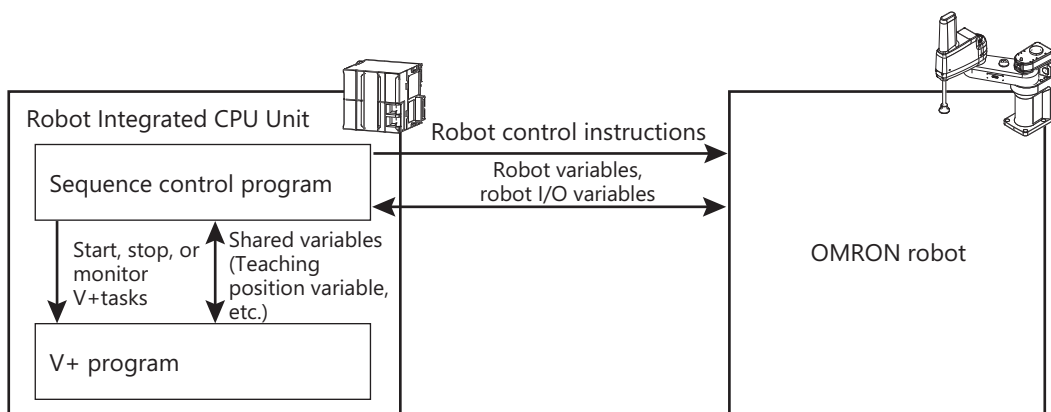 Robot Integrated CPU Unit
Robot control instructions
Sequence control program
Robot variables,
robot I/O variables
Start, stop, or
monitor
V+tasks
Shared variables
(Teaching
position variable,
etc.)
OMRON robot
V+ program